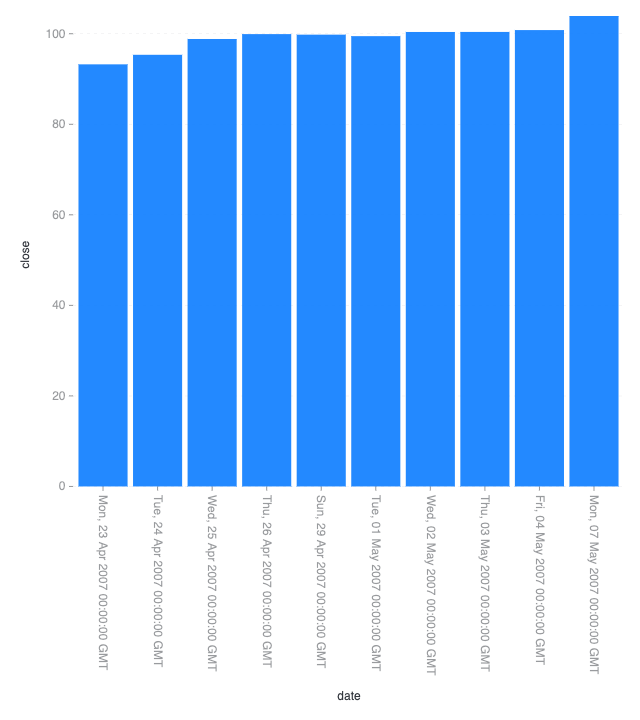 100
80
60
40
20
0
close
Mon, 23 Apr 2007 00:00:00 GMT
Tue, 24 Apr 2007 00:00:00 GMT
Wed, 25 Apr 2007 00:00:00 GMT
Thu, 26 Apr 2007 00:00:00 GMT
Sun, 29 Apr 2007 00:00:00 GMT
Tue, 01 May 2007 00:00:00 GMT
Wed, 02 May 2007 00:00:00 GMT
Thu, 03 May 2007 00:00:00 GMT
Fri, 04 May 2007 00:00:00 GMT
Mon, 07 May 2007 00:00:00 GMT
date